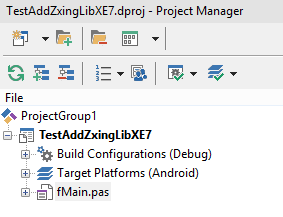 TestAddZxingLibXE7.dproj - Project Manager
File
ProjectGroup1
TestAddZxingLibXE7
Build Configurations (Debug)
Target Platforms (Android)
fMain.pas